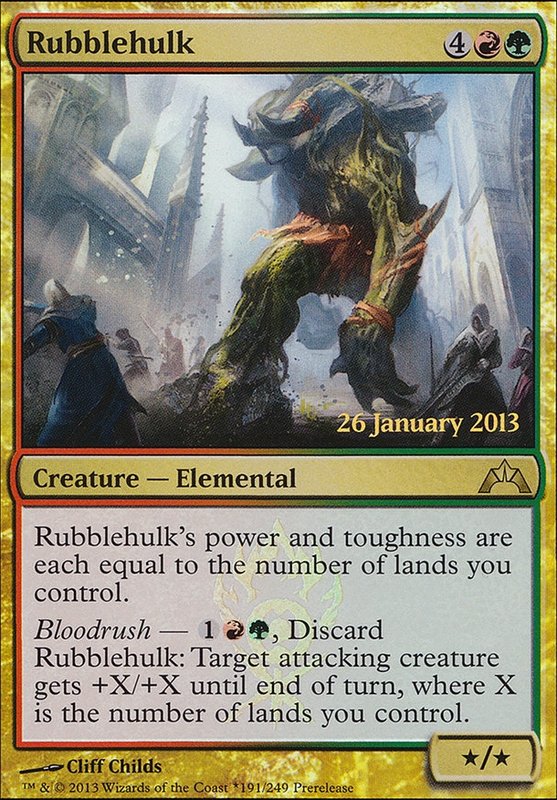 Rubblehulk 4
26 January 2013
Creature — Elemental
Rubblehulk's power and toughness are
each equal to the number of lands you
control.
Bloodrush — 1 , Discard
Rubblehulk: Target attacking creature
gets +X/+X until end of turn, where X
is the number of lands you control.
★/★
Cliff Childs
™ & © 2013 Wizards of the Coast *191/249 Prerelease